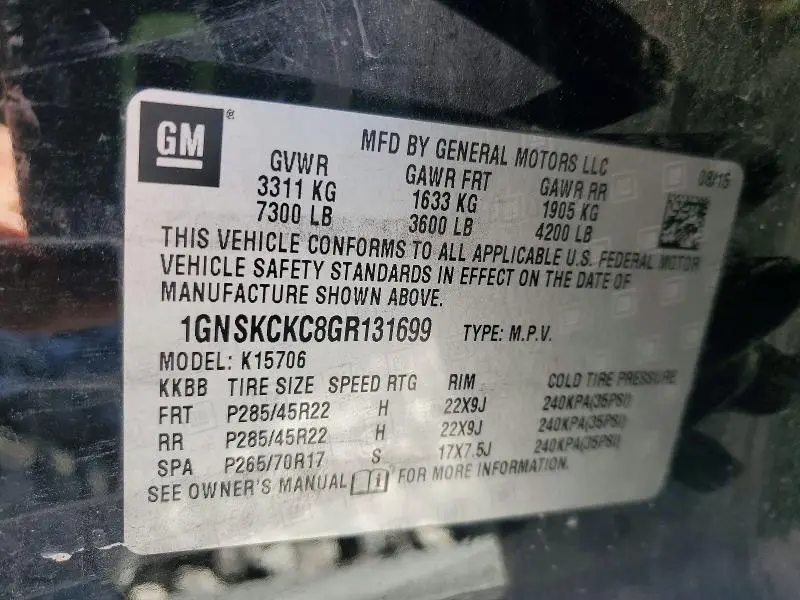 GM®
MFD BY GENERAL MOTORS LLC
08/15
GVWR GAWR FRT GAWR RR
3311 KG 1633 KG 1905 KG
7300 LB 3600 LB 4200 LB
THIS VEHICLE CONFORMS TO ALL APPLICABLE U.S. FEDERAL MOTOR
VEHICLE SAFETY STANDARDS IN EFFECT ON THE DATE OF
MANUFACTURE SHOWN ABOVE.
1GNSKCKC8GR131699 TYPE: M.P.V.
MODEL: K15706
KKBB TIRE SIZE SPEED RTG RIM COLD TIRE PRESSURE
FRT P285/45R22 H 22X9J 240KPA(35PSI)
RR P285/45R22 H 22X9J 240KPA(35PSI)
SPA P265/70R17 S 17X7.5J 240KPA(35PSI)
SEE OWNER'S MANUAL FOR MORE INFORMATION.